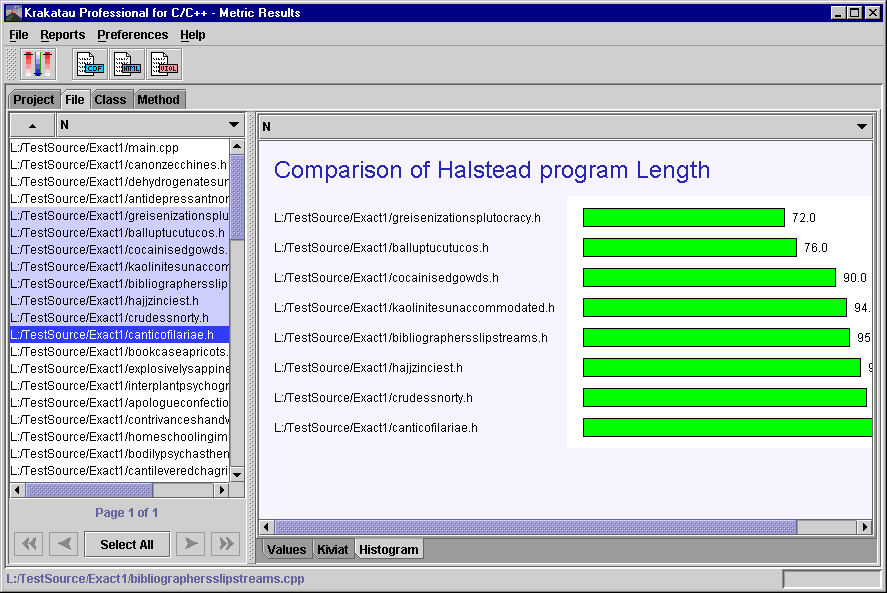 Krakatau Professional for C/C++ - Metric Results
File Reports Preferences Help
CDF HTML VIOL
Project File Class Method
N
N
L:/TestSource/Exact1/main.cpp
L:/TestSource/Exact1/canonzecchines.h
L:/TestSource/Exact1/dehydrogenatesur
L:/TestSource/Exact1/antidepressantnor
L:/TestSource/Exact1/greisenizationsplu
L:/TestSource/Exact1/balluptucutucos.h
L:/TestSource/Exact1/cocainisedgowds.
L:/TestSource/Exact1/kaolinitesunaccom
L:/TestSource/Exact1/bibliographersslip
L:/TestSource/Exact1/hajjzinciest.h
L:/TestSource/Exact1/crudessnorty.h
L:/TestSource/Exact1/canticofilariae.h
L:/TestSource/Exact1/bookcaseapricots.
L:/TestSource/Exact1/explosivelysappine
L:/TestSource/Exact1/interplantpsychogr
L:/TestSource/Exact1/apologueconfectio
L:/TestSource/Exact1/contrivanceshandv
L:/TestSource/Exact1/homeschoolingim
L:/TestSource/Exact1/bodilypsychasthen
L:/TestSource/Exact1/cantileveredchagri
Page 1 of 1
Select All
Comparison of Halstead program Length
L:/TestSource/Exact1/greisenizationsplutocracy.h 72.0
L:/TestSource/Exact1/balluptucutucos.h 76.0
L:/TestSource/Exact1/cocainisedgowds.h 90.0
L:/TestSource/Exact1/kaolinitesunaccommodated.h 94.
L:/TestSource/Exact1/bibliographersslipstreams.h 95
L:/TestSource/Exact1/hajjzinciest.h
L:/TestSource/Exact1/crudessnorty.h
L:/TestSource/Exact1/canticofilariae.h
Values Kiviat Histogram
L:/TestSource/Exact1/bibliographersslipstreams.cpp